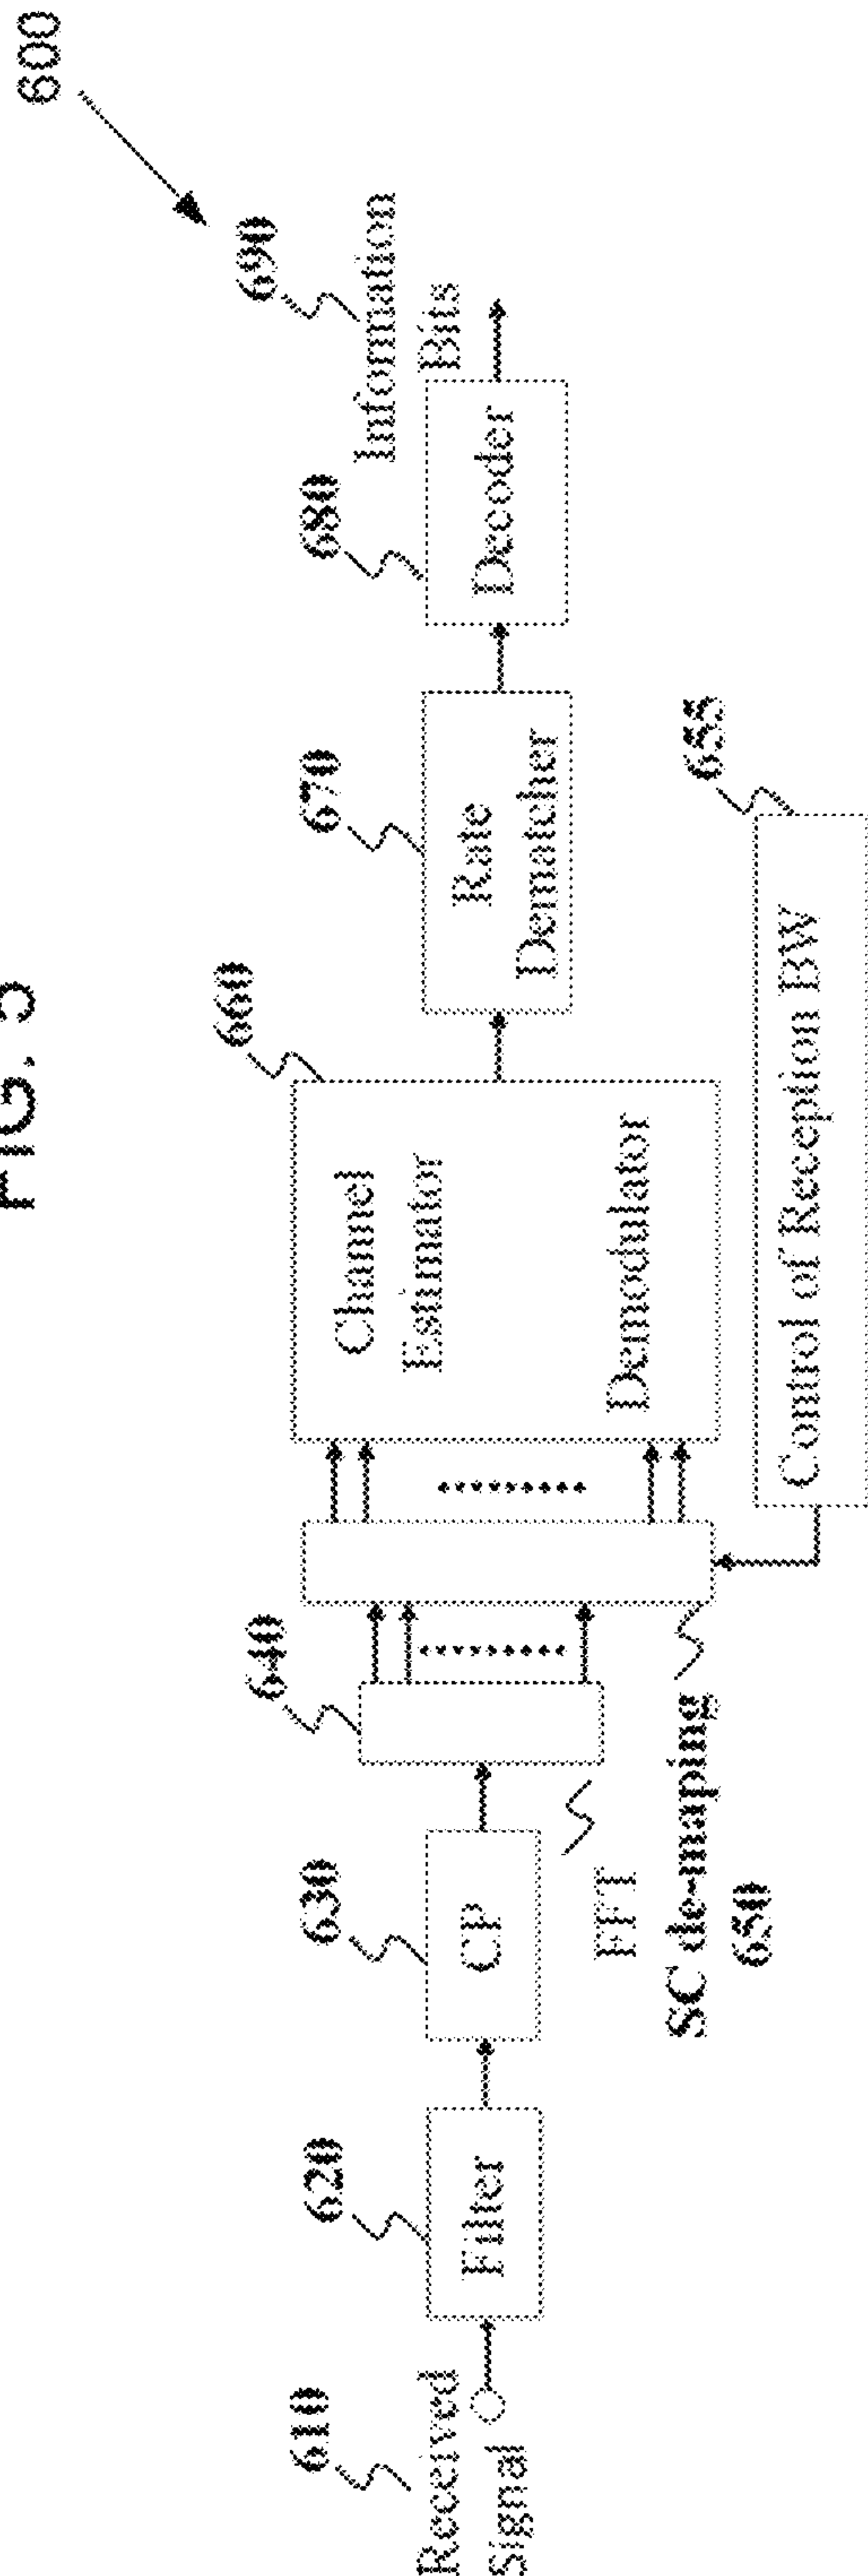 FIG. 5
600
610
Received
Signal
620
Filter
630
CP
640
FFT
SC de-maping
650
660
Channel
Estimator
Demodulator
Control of Reception BW
655
670
Rate
Dematcher
680
Decoder
690
Information
Bits